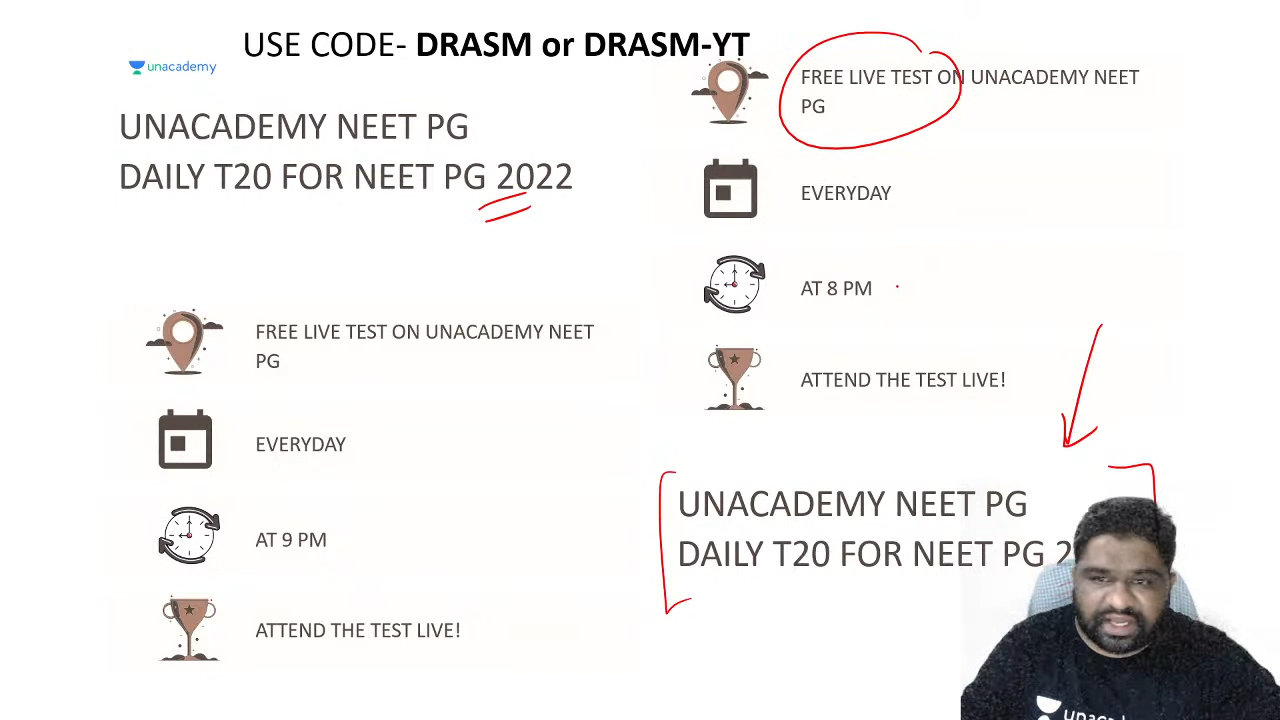 USE CODE- DRASM or DRASM-YT
unacademy
UNACADEMY NEET PG
DAILY T20 FOR NEET PG 2022
FREE LIVE TEST ON UNACADEMY NEET
PG
EVERYDAY
AT 9 PM
ATTEND THE TEST LIVE!
FREE LIVE TEST ON UNACADEMY NEET
PG
EVERYDAY
AT 8 PM
ATTEND THE TEST LIVE!
UNACADEMY NEET PG
DAILY T20 FOR NEET PG 2